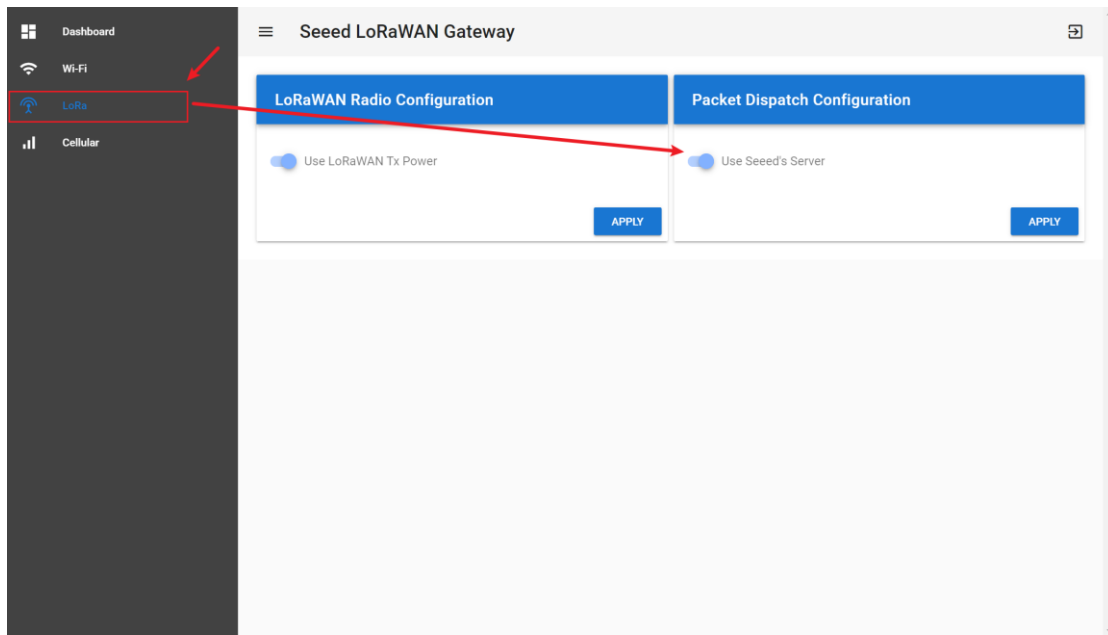 Dashboard
Wi-Fi
LoRa
Cellular
Seeed LoRaWAN Gateway
LoRaWAN Radio Configuration
Use LoRaWAN Tx Power
APPLY
Packet Dispatch Configuration
Use Seeed's Server
APPLY